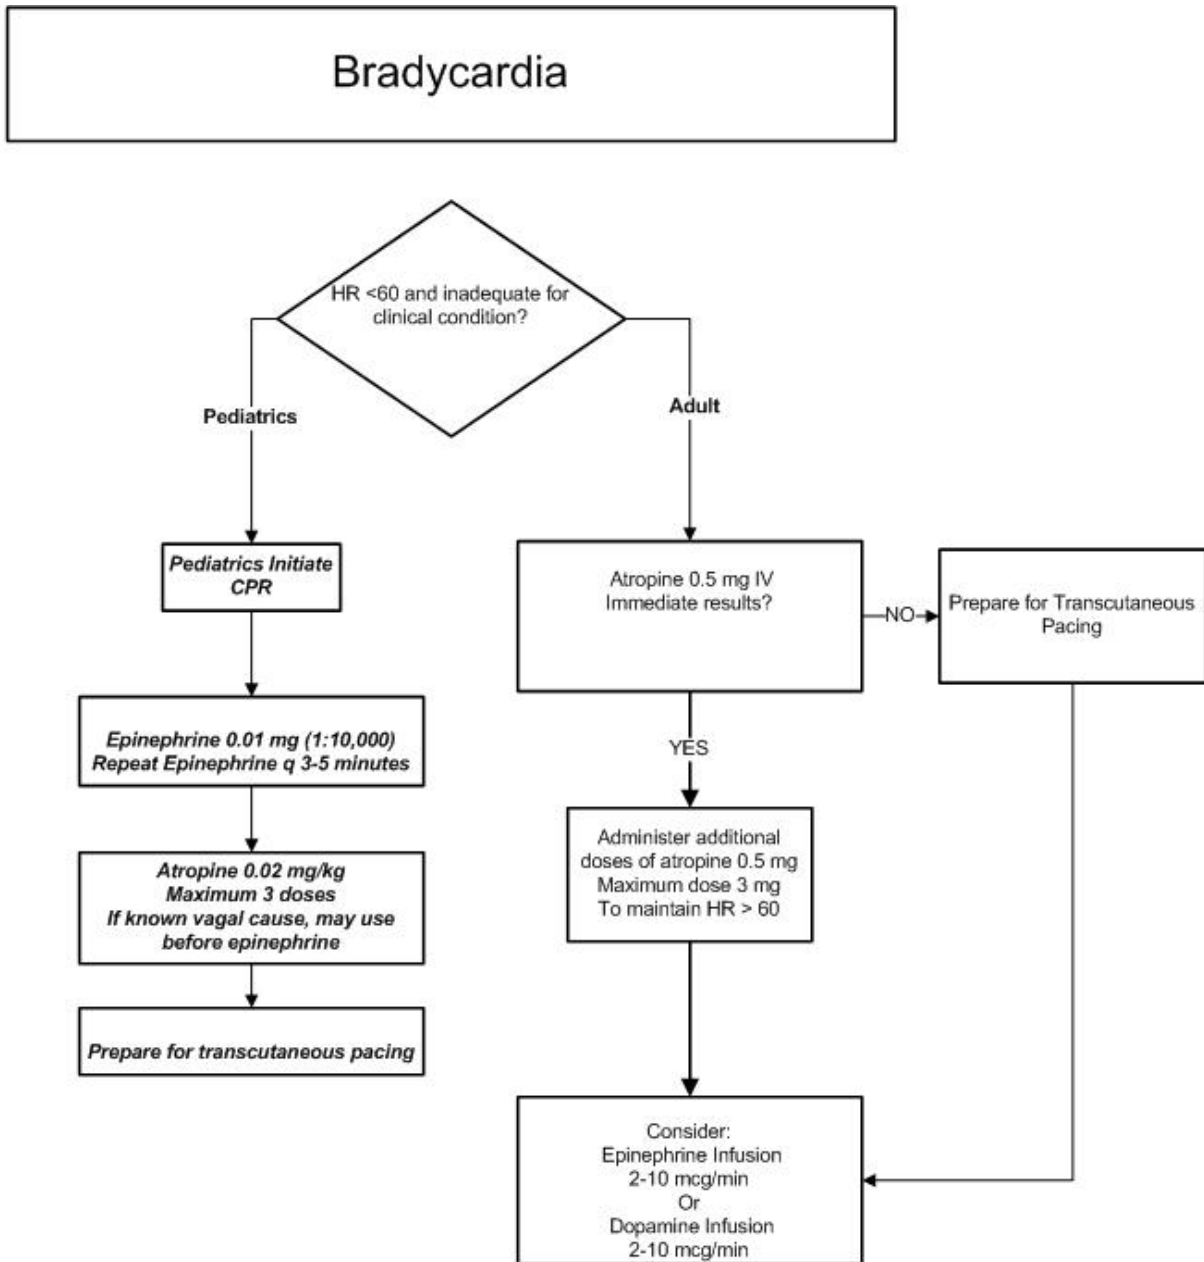 Bradycardia
HR <60 and inadequate for
clinical condition?
Pediatrics
Adult
Pediatrics Initiate
CPR
Epinephrine 0.01 mg (1:10,000)
Repeat Epinephrine q 3-5 minutes
Atropine 0.02 mg/kg
Maximum 3 doses
If known vagal cause, may use
before epinephrine
Prepare for transcutaneous pacing
Atropine 0.5 mg IV
Immediate results?
NO
Prepare for Transcutaneous
Pacing
YES
Administer additional
doses of atropine 0.5 mg
Maximum dose 3 mg
To maintain HR > 60
Consider:
Epinephrine Infusion
2-10 mcg/min
Or
Dopamine Infusion
2-10 mcg/min